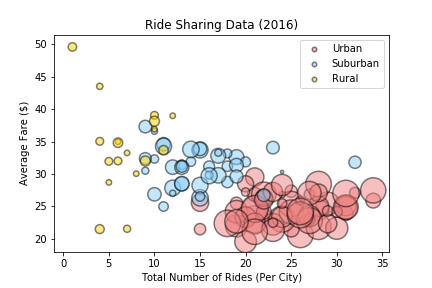 Ride Sharing Data (2016)
Urban
Suburban
Rural
50
45
40
35
30
25
20
Average Fare ($)
0 5 10 15 20 25 30 35
Total Number of Rides (Per City)